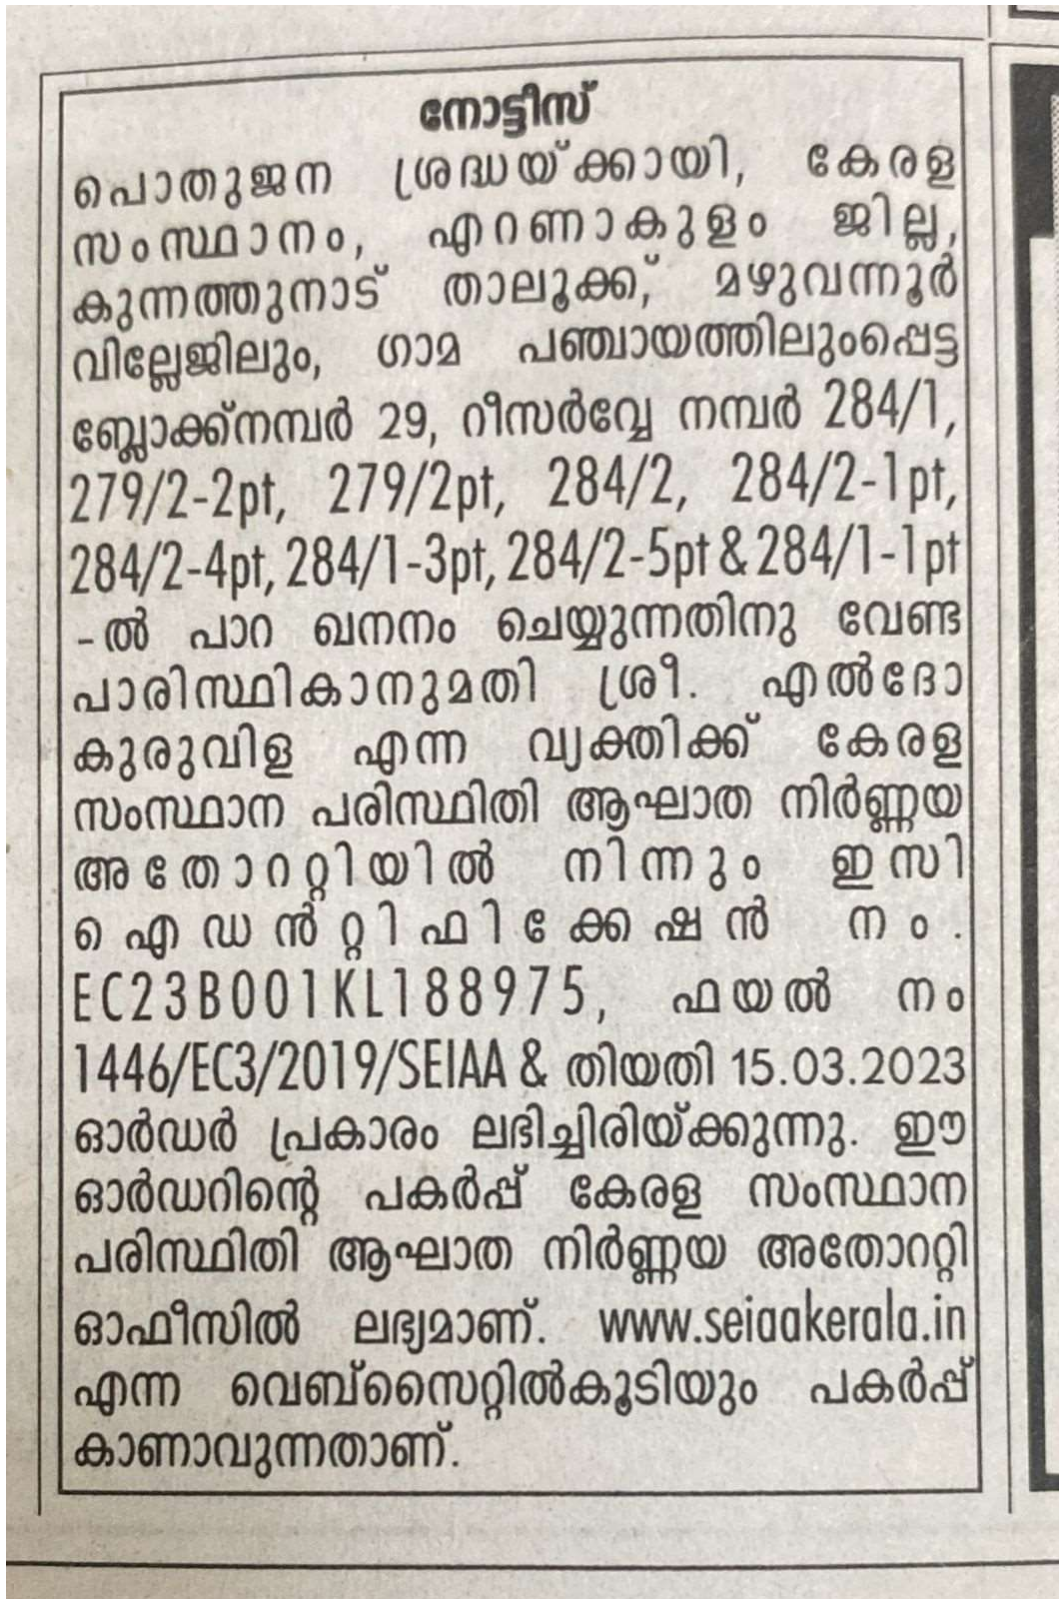 നോട്ടീസ്
പൊതുജന ശ്രദ്ധയ്ക്കായി, കേരള
സംസ്ഥാനം, എറണാകുളം ജില്ല,
കുന്നത്തുനാട് താലൂക്ക്, മഴുവന്നൂർ
വില്ലേജിലും, ഗാമ പഞ്ചായത്തിലുംപ്പെട്ട
ബ്ലോക്ക്നമ്പർ 29, റീസർവ്വേ നമ്പർ 284/1,
279/2-2pt, 279/2pt, 284/2, 284/2-1pt,
284/2-4pt, 284/1-3pt, 284/2-5pt & 284/1-1pt
-ൽ പാറ ഖനനം ചെയ്യുന്നതിനു വേണ്ട
പാരിസ്ഥികാനുമതി ശ്രീ. എൽദോ
കുരുവിള എന്ന വ്യക്തിക്ക് കേരള
സംസ്ഥാന പരിസ്ഥിതി ആഘാത നിർണ്ണയ
അതോററ്റിയിൽ നിന്നും ഇസി
ഐഡൻറ്റിഫിക്കേഷൻ നം.
EC23B001KL188975, ഫയൽ നം
1446/EC3/2019/SEIAA & തിയതി 15.03.2023
ഓർഡർ പ്രകാരം ലഭിച്ചിരിയ്ക്കുന്നു. ഈ
ഓർഡറിന്റെ പകർപ്പ് കേരള സംസ്ഥാന
പരിസ്ഥിതി ആഘാത നിർണ്ണയ അതോററ്റി
ഓഫീസിൽ ലഭ്യമാണ്. www.seiaakerala.in
എന്ന വെബ്സൈറ്റിൽകൂടിയും പകർപ്പ്
കാണാവുന്നതാണ്.